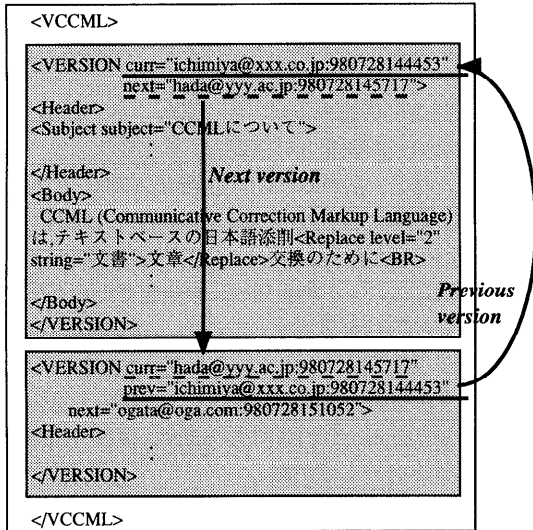 <VCCML>
<VERSION curr="ichimiya@xxx.co.jp:980728144453"
next="hada@yyy.ac.jp:980728145717">
<Header>
<Subject subject="CCMLについて">
:
</Header>
Next version
<Body>
CCML (Communicative Correction Markup Language)
は,テキストベースの日本語添削<Replace level="2"
string="文書">文章</Replace>交換のために<BR>
:
</Body>
</VERSION>
Previous
version
<VERSION curr="hada@yyy.ac.jp:980728145717"
prev="ichimiya@xxx.co.jp:980728144453"
next="ogata@oga.com:980728151052">
<Header>
:
</VERSION>
</VCCML>